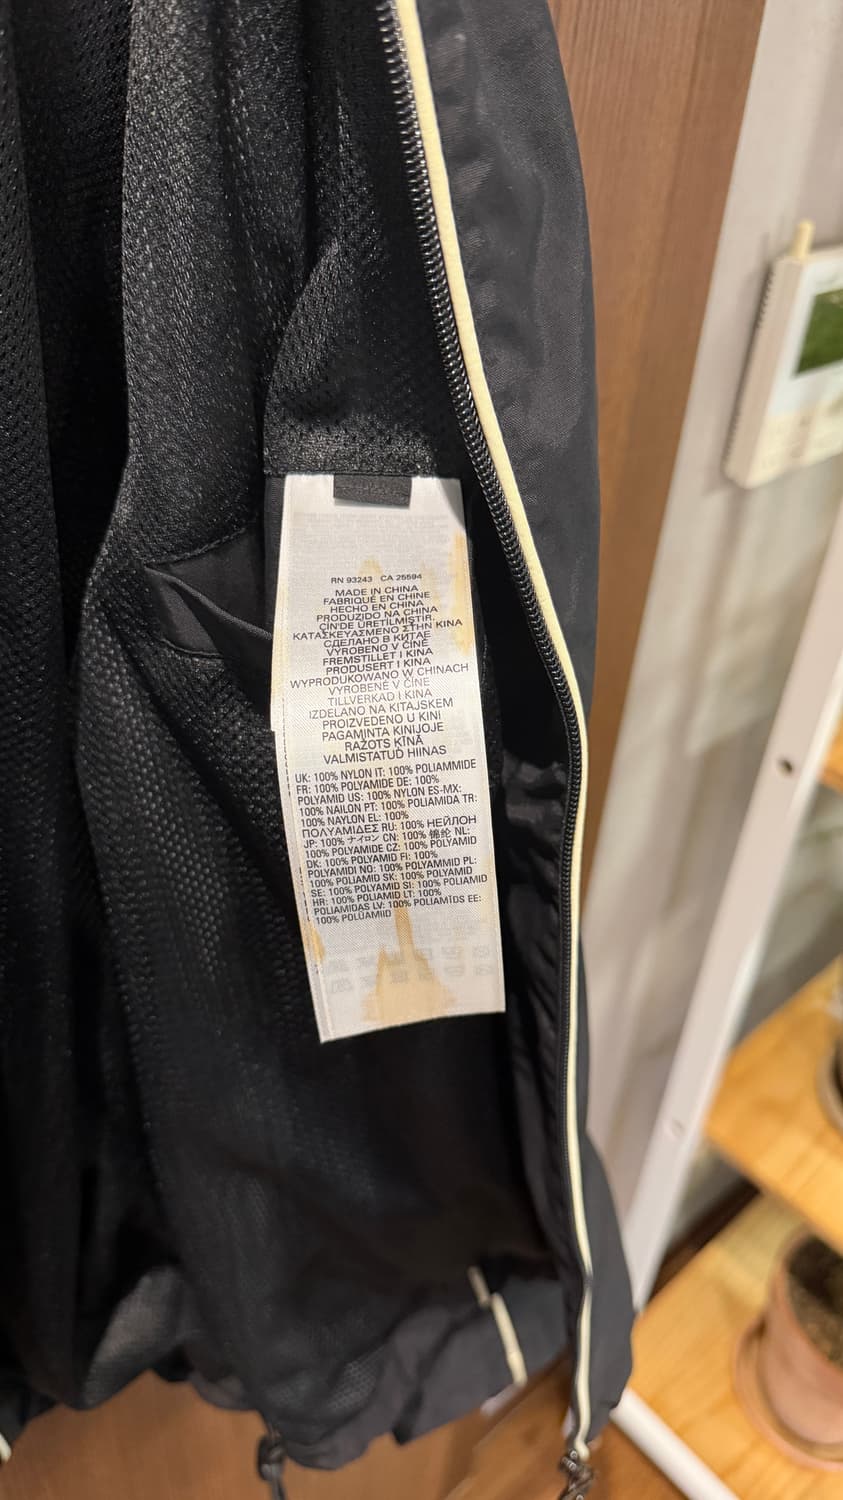 RN 93243 CA 25594
MADE IN CHINA
FABRIQUÉ EN CHINE
HECHO EN CHINA
PRODUZIDO NA CHINA
ÇIN'DE ÜRETİLMİŞTİR.
ΚΑΤΑΣΚΕΥΑΣΜΕΝΟ ΣΤΗΝ ΚΙΝΑ
СДЕЛАНО В КИТАЕ
VYROBENO V ČÍNĚ
FREMSTILLET I KINA
PRODUSERT I KINA
WYPRODUKOWANO W CHINACH
VYROBENÉ V ČÍNE
TILLVERKAD I KINA
IZDELANO NA KITAJSKEM
PROIZVEDENO U KINI
PAGAMINTA KINIJOJE
RAŽOTS ĶĪNĀ
VALMISTATUD HIINAS
UK: 100% NYLON IT: 100% POLIAMMIDE
FR: 100% POLYAMIDE DE: 100%
POLYAMID US: 100% NYLON ES-MX:
100% NAILON PT: 100% POLIAMIDA TR:
100% NAYLON EL: 100%
ΠΟΛΥΑΜΙΔΕΣ RU: 100% НЕЙЛОН
JP: 100% ナイロン CN: 100% 锦纶 NL:
100% POLYAMIDE CZ: 100% POLYAMID
DK: 100% POLYAMID FI: 100%
POLYAMIDI NO: 100% POLYAMMID PL:
100% POLIAMID SK: 100% POLYAMID
SE: 100% POLYAMID SI: 100% POLIAMID
HR: 100% POLIAMID LT: 100%
POLIAMIDAS LV: 100% POLIAMĪDS EE:
100% POLÜAMIID